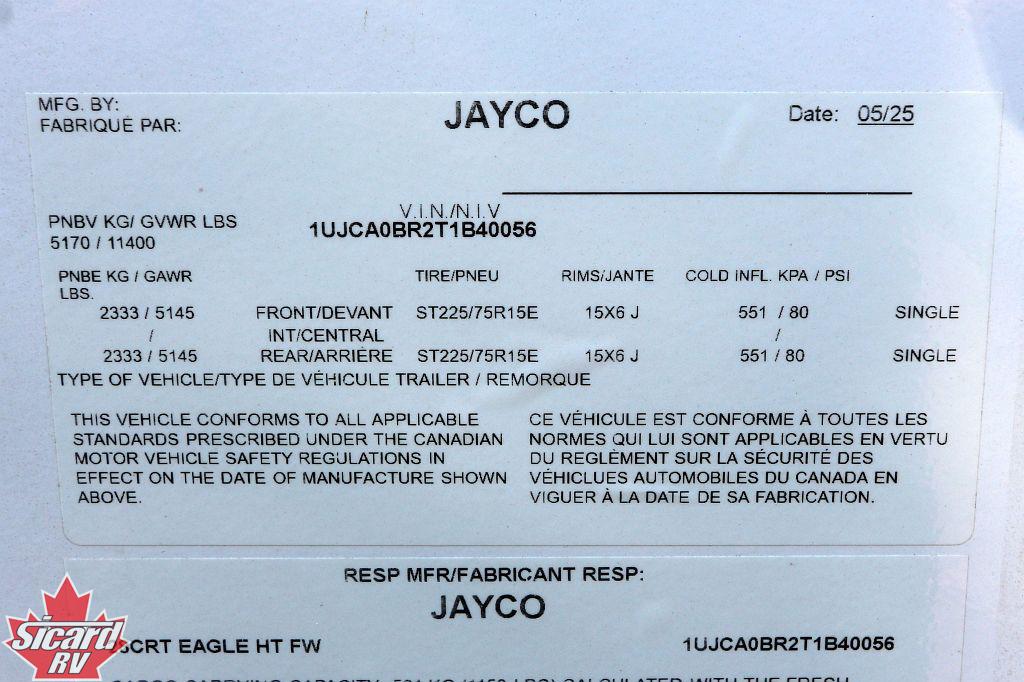 MFG. BY:
FABRIQUÉ PAR:
JAYCO
Date: 05/25
V.I.N./N.I.V
PNBV KG/ GVWR LBS
1UJCA0BR2T1B40056
5170 / 11400
PNBE KG / GAWR TIRE/PNEU RIMS/JANTE COLD INFL. KPA / PSI
LBS.
2333 / 5145 FRONT/DEVANT ST225/75R15E 15X6 J 551 / 80 SINGLE
/ INT/CENTRAL /
2333 / 5145 REAR/ARRIÈRE ST225/75R15E 15X6 J 551 / 80 SINGLE
TYPE OF VEHICLE/TYPE DE VÉHICULE TRAILER / REMORQUE
THIS VEHICLE CONFORMS TO ALL APPLICABLE
STANDARDS PRESCRIBED UNDER THE CANADIAN
MOTOR VEHICLE SAFETY REGULATIONS IN
EFFECT ON THE DATE OF MANUFACTURE SHOWN
ABOVE.
CE VÉHICULE EST CONFORME À TOUTES LES
NORMES QUI LUI SONT APPLICABLES EN VERTU
DU REGLÈMENT SUR LA SÉCURITÉ DES
VÉHICLUES AUTOMOBILES DU CANADA EN
VIGUER À LA DATE DE SA FABRICATION.
RESP MFR/FABRICANT RESP:
JAYCO
CRT EAGLE HT FW 1UJCA0BR2T1B40056
Sicard
RV